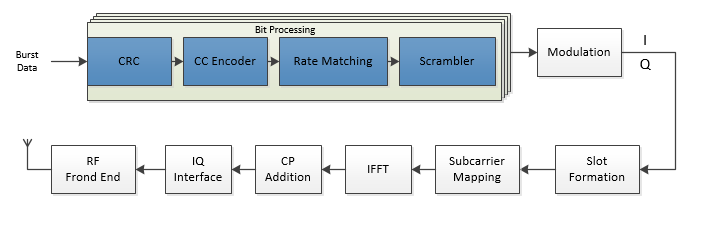 Bit Processing
Burst
Data
CRC
CC Encoder
Rate Matching
Scrambler
Modulation
I
Q
RF
Frond End
IQ
Interface
CP
Addition
IFFT
Subcarrier
Mapping
Slot
Formation